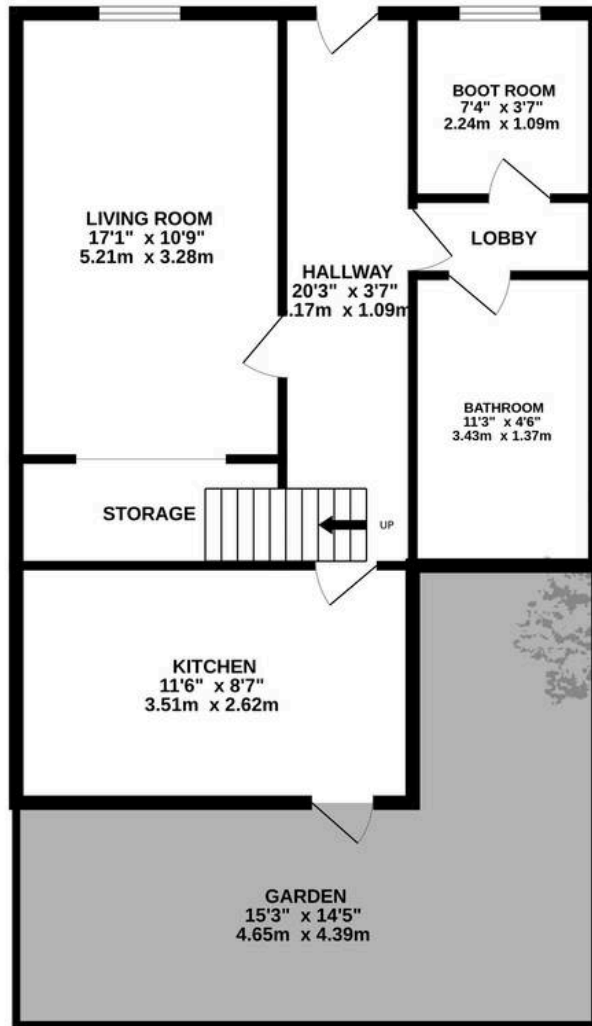 BOOT ROOM
7'4" x 3'7"
2.24m x 1.09m
LIVING ROOM
17'1" x 10'9"
5.21m x 3.28m
LOBBY
HALLWAY
20'3" x 3'7"
.17m x 1.09m
BATHROOM
11'3" x 4'6"
3.43m x 1.37m
STORAGE
UP
KITCHEN
11'6" x 8'7"
3.51m x 2.62m
GARDEN
15'3" x 14'5"
4.65m x 4.39m